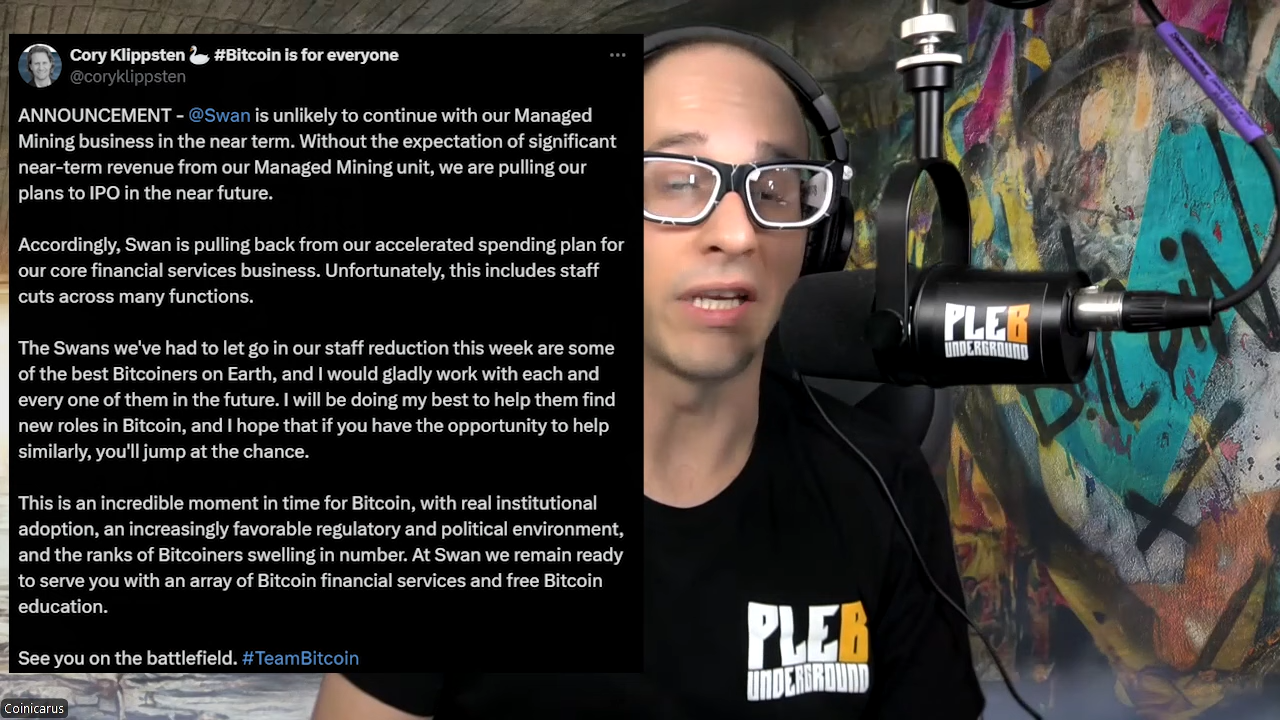 Cory Klippsten 🦢 #Bitcoin is for everyone
@coryklippsten
ANNOUNCEMENT - @Swan is unlikely to continue with our Managed
Mining business in the near term. Without the expectation of significant
near-term revenue from our Managed Mining unit, we are pulling our
plans to IPO in the near future.
Accordingly, Swan is pulling back from our accelerated spending plan for
our core financial services business. Unfortunately, this includes staff
cuts across many functions.
The Swans we've had to let go in our staff reduction this week are some
of the best Bitcoiners on Earth, and I would gladly work with each and
every one of them in the future. I will be doing my best to help them find
new roles in Bitcoin, and I hope that if you have the opportunity to help
similarly, you'll jump at the chance.
This is an incredible moment in time for Bitcoin, with real institutional
adoption, an increasingly favorable regulatory and political environment,
and the ranks of Bitcoiners swelling in number. At Swan we remain ready
to serve you with an array of Bitcoin financial services and free Bitcoin
education.
See you on the battlefield. #TeamBitcoin
PLEB
UNDERGROUND
BITCOIN
PLEB
UNDERGROUND
Coinicarus